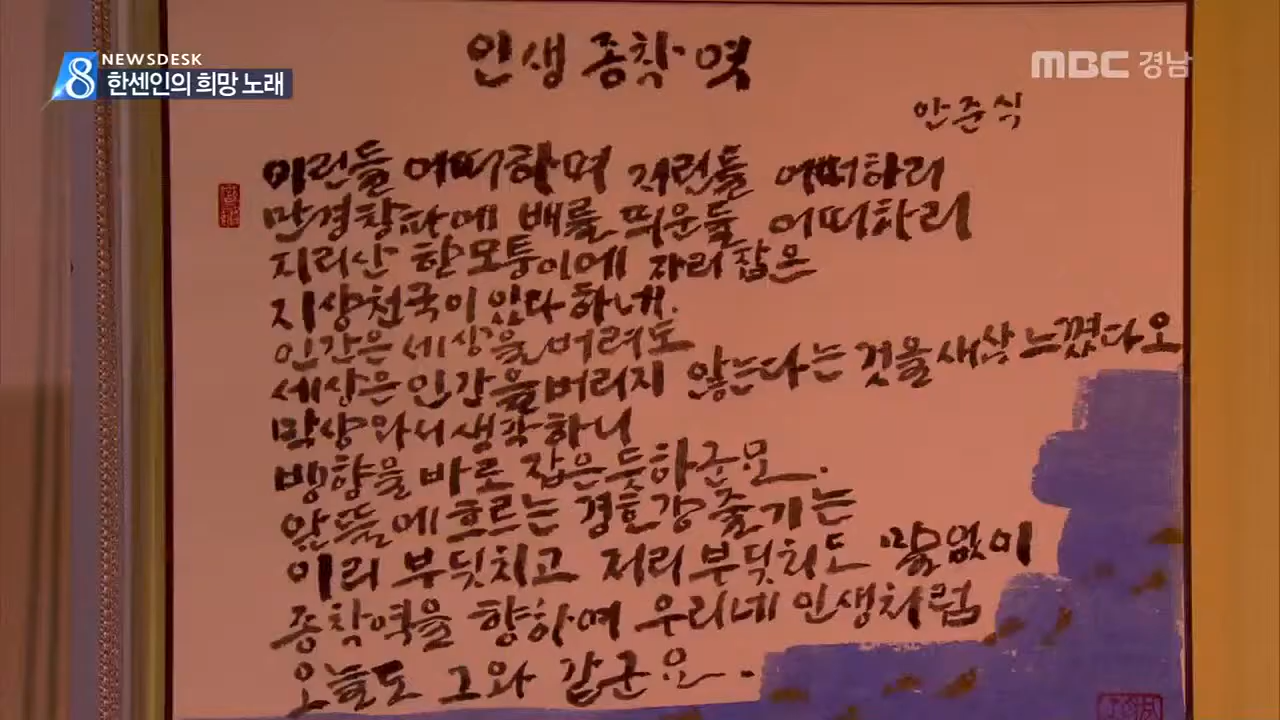 NEWSDESK
8 한센인의 희망 노래
MBC 경남
인생 종착역
안준식
이런들 어떠하며 저런들 어떠하리
만경창파에 배를 띄운들 어떠하리
지리산 한모퉁이에 자리잡은
지상천국이 있다 하네.
인간은 세상을 버려도
세상은 인간을 버리지 않는다는 것을 새삼 느꼈다오
막상 와서 생각하니
뱅향을 바로 잡은 듯하군요.
앞뜰에 흐르는 경호강 줄기는
이리 부딪치고 저리 부딪치도 말없이
종착역을 향하여 우리네 인생처럼
오늘도 그와 같군요.